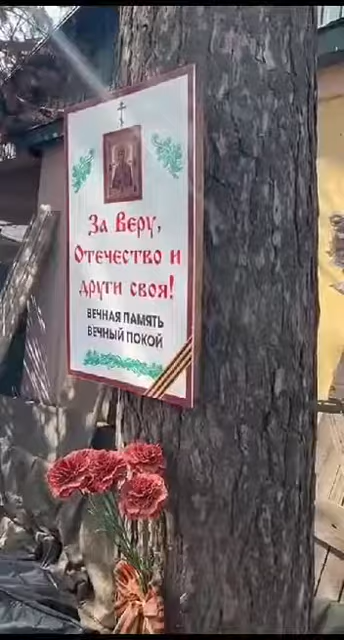 За Веру,
Отечество и
други своя!
ВЕЧНАЯ ПАМЯТЬ
ВЕЧНЫЙ ПОКОЙ